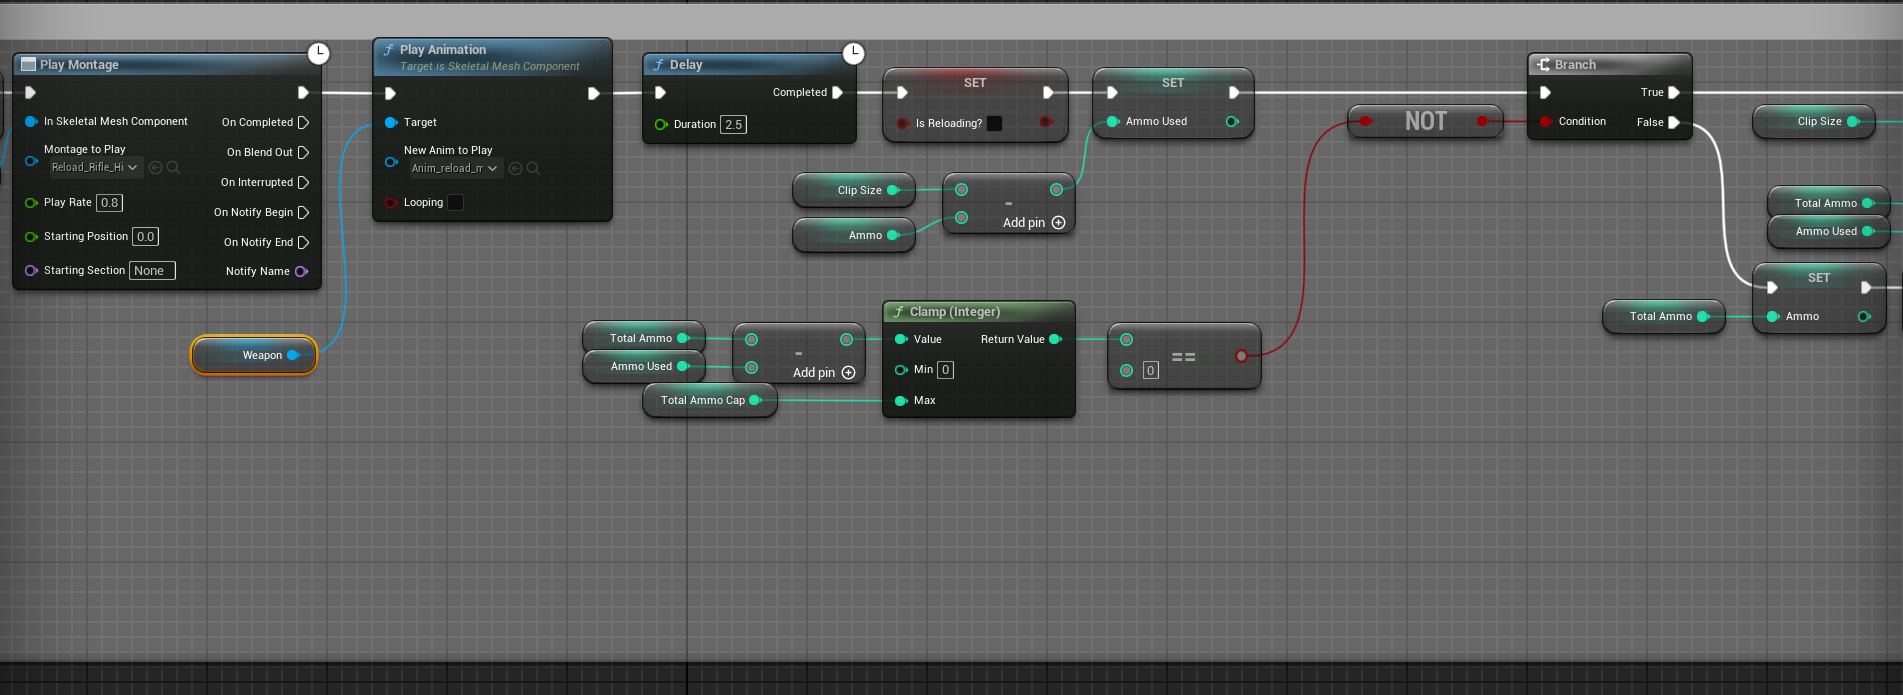 Play Montage
In Skeletal Mesh Component
On Completed
Montage to Play
Reload_Rifle_Hi
On Blend Out
On Interrupted
Play Rate 0.8
On Notify Begin
Starting Position 0.0
On Notify End
Starting Section None
Notify Name
Weapon
Play Animation
Target is Skeletal Mesh Component
Target
New Anim to Play
Anim_reload_m
Looping
Delay
Completed
Duration 2.5
SET
Is Reloading?
SET
Ammo Used
Clip Size
Ammo
-
Add pin
Total Ammo
Ammo Used
Total Ammo Cap
-
Add pin
Clamp (Integer)
Value
Return Value
Min 0
Max
==
0
NOT
Branch
True
Condition
False
Clip Size
Total Ammo
Ammo Used
Total Ammo
SET
Ammo